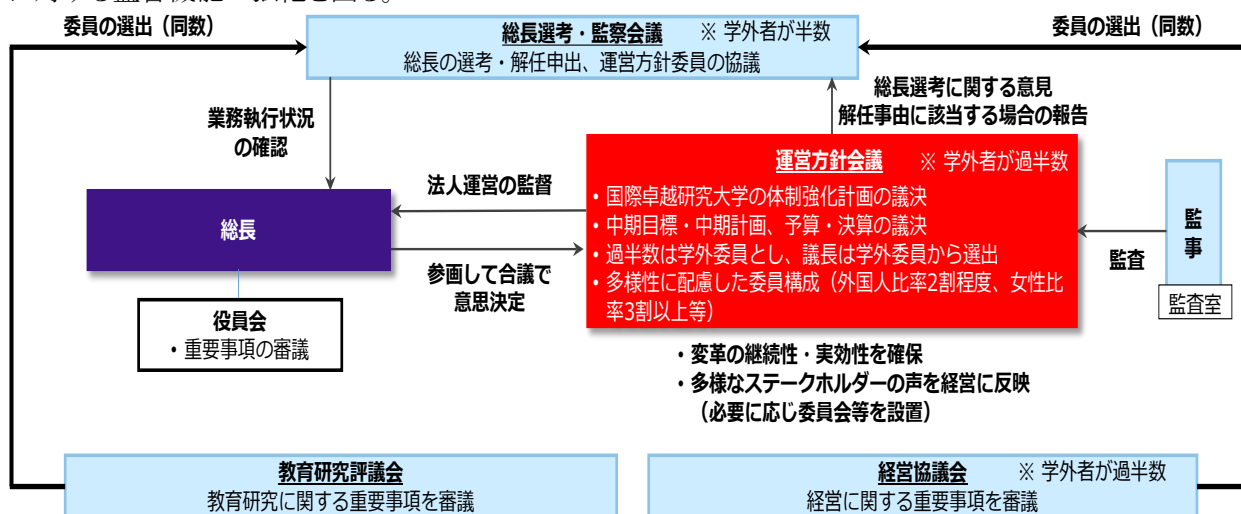 委員の選出（同数）
総長選考・監察会議 ※ 学外者が半数
総長の選考・解任申出、運営方針委員の協議
委員の選出（同数）
総長選考に関する意見
解任事由に該当する場合の報告
業務執行状況
の確認
運営方針会議 ※ 学外者が過半数
・国際卓越研究大学の体制強化計画の議決
・中期目標・中期計画、予算・決算の議決
・過半数は学外委員とし、議長は学外委員から選出
・多様性に配慮した委員構成（外国人比率2割程度、女性比
率3割以上等）
法人運営の監督
総長
参画して合議で
意思決定
監査
監
事
監査室
役員会
・重要事項の審議
・変革の継続性・実効性を確保
・多様なステークホルダーの声を経営に反映
（必要に応じ委員会等を設置）
教育研究評議会
教育研究に関する重要事項を審議
経営協議会 ※ 学外者が過半数
経営に関する重要事項を審議